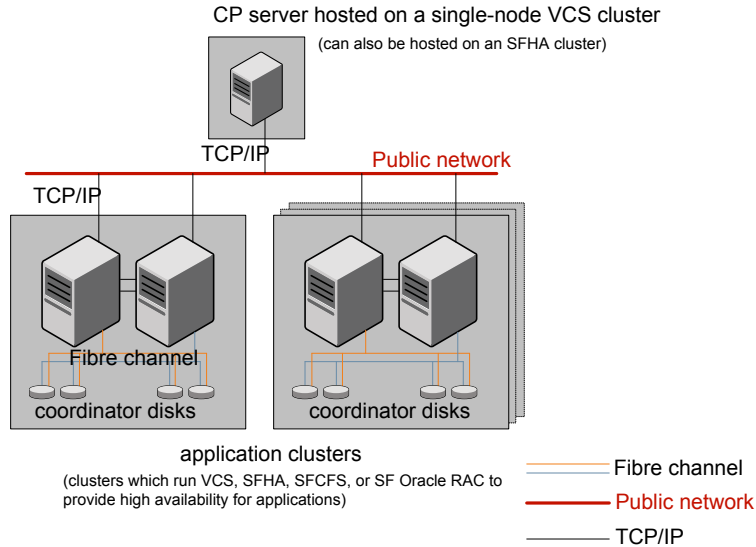 CP server hosted on a single-node VCS cluster
(can also be hosted on an SFHA cluster)
TCP/IP
Public network
TCP/IP
Fibre channel
coordinator disks
coordinator disks
application clusters
(clusters which run VCS, SFHA, SFCFS, or SF Oracle RAC to
provide high availability for applications)
Fibre channel
Public network
TCP/IP